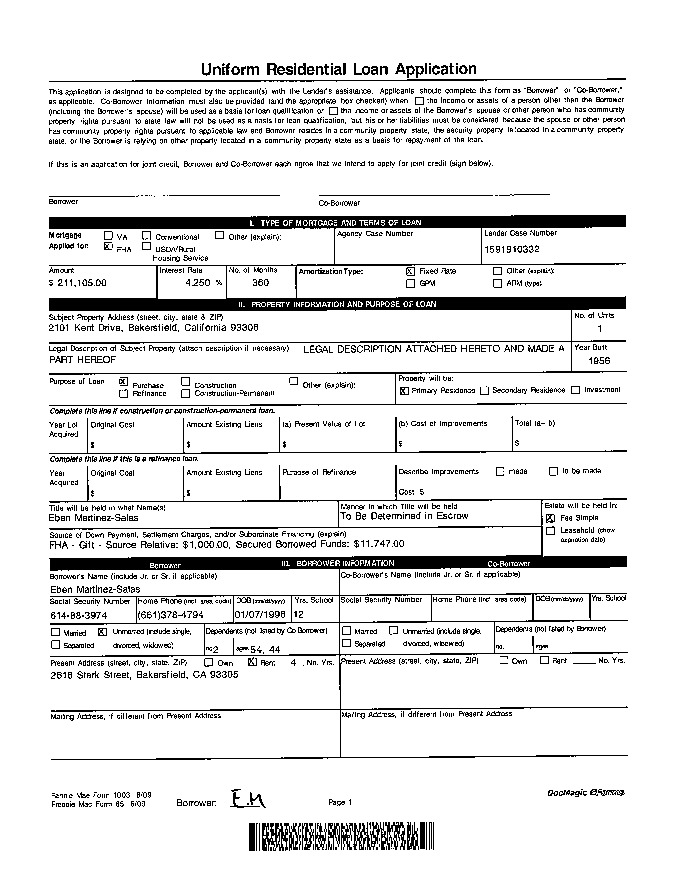 Uniform Residential Loan Application
This application is designed to be completed by the applicant(s) with the Lender's assistance. Applicants should complete this form as "Borrower" or "Co-Borrower,"
as applicable. Co-Borrower information must also be provided (and the appropriate box checked) when ☐ the income or assets of a person other than the Borrower
(including the Borrower's spouse) will be used as a basis for loan qualification or ☐ the income or assets of the Borrower's spouse or other person who has community
property rights pursuant to state law will not be used as a basis for loan qualification, but his or her liabilities must be considered because the spouse or other person
has community property rights pursuant to applicable law and Borrower resides in a community property state, the security property is located in a community property
state, or the Borrower is relying on other property located in a community property state as a basis for repayment of the loan.
If this is an application for joint credit, Borrower and Co-Borrower each agree that we intend to apply for joint credit (sign below).
Borrower Co-Borrower
I. TYPE OF MORTGAGE AND TERMS OF LOAN
Mortgage ☐ VA ☐ Conventional ☐ Other (explain): Agency Case Number Lender Case Number
Applied for: ☒ FHA ☐ USDA/Rural 1591910332
Housing Service
Amount Interest Rate No. of Months Amortization Type: ☒ Fixed Rate ☐ Other (explain):
$ 211,105.00 4.250 % 360 ☐ GPM ☐ ARM (type):
II. PROPERTY INFORMATION AND PURPOSE OF LOAN
Subject Property Address (street, city, state & ZIP) No. of Units
2101 Kent Drive, Bakersfield, California 93306 1
Legal Description of Subject Property (attach description if necessary) LEGAL DESCRIPTION ATTACHED HERETO AND MADE A Year Built
PART HEREOF 1956
Purpose of Loan ☒ Purchase ☐ Construction ☐ Other (explain): Property will be:
☐ Refinance ☐ Construction-Permanent ☒ Primary Residence ☐ Secondary Residence ☐ Investment
Complete this line if construction or construction-permanent loan.
Year Lot Original Cost Amount Existing Liens (a) Present Value of Lot (b) Cost of Improvements Total (a+ b)
Acquired
$ $ $ $ $
Complete this line if this is a refinance loan.
Year Original Cost Amount Existing Liens Purpose of Refinance Describe Improvements ☐ made ☐ to be made
Acquired
$ $ Cost: $
Title will be held in what Name(s) Manner in which Title will be held Estate will be held in:
Eben Martinez-Salas To Be Determined in Escrow ☒ Fee Simple
Source of Down Payment, Settlement Charges, and/or Subordinate Financing (explain) ☐ Leasehold (show
FHA - Gift - Source Relative: $1,000.00, Secured Borrowed Funds: $11,747.00 expiration date)
Borrower III. BORROWER INFORMATION Co-Borrower
Borrower's Name (include Jr. or Sr. if applicable) Co-Borrower's Name (include Jr. or Sr. if applicable)
Eben Martinez-Salas
Social Security Number Home Phone (incl. area code) DOB (mm/dd/yyyy) Yrs. School Social Security Number Home Phone (incl. area code) DOB (mm/dd/yyyy) Yrs. School
614-88-3974 (661)378-4794 01/07/1996 12
☐ Married ☒ Unmarried (include single, Dependents (not listed by Co-Borrower) ☐ Married ☐ Unmarried (include single, Dependents (not listed by Borrower)
☐ Separated divorced, widowed) no. 2 ages 54, 44 ☐ Separated divorced, widowed) no. ages
Present Address (street, city, state, ZIP) ☐ Own ☒ Rent 4 No. Yrs. Present Address (street, city, state, ZIP) ☐ Own ☐ Rent No. Yrs.
2618 Stark Street, Bakersfield, CA 93305
Mailing Address, if different from Present Address Mailing Address, if different from Present Address
Fannie Mae Form 1003 6/09 DocMagic
Freddie Mac Form 65 6/09 Borrower: E.M Page 1